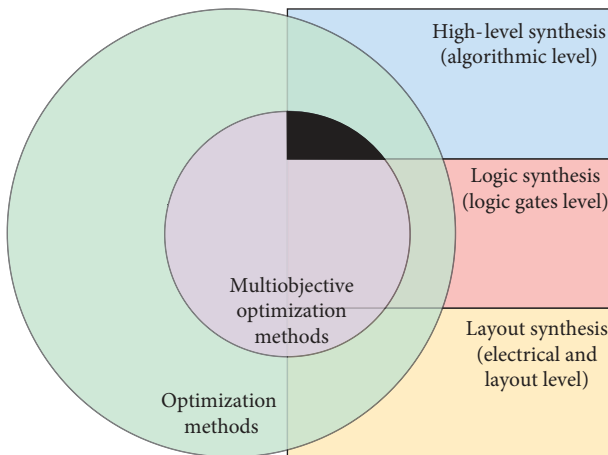 High-level synthesis
(algorithmic level)
Logic synthesis
(logic gates level)
Multiobjective
optimization
methods
Layout synthesis
(electrical and
layout level)
Optimization
methods